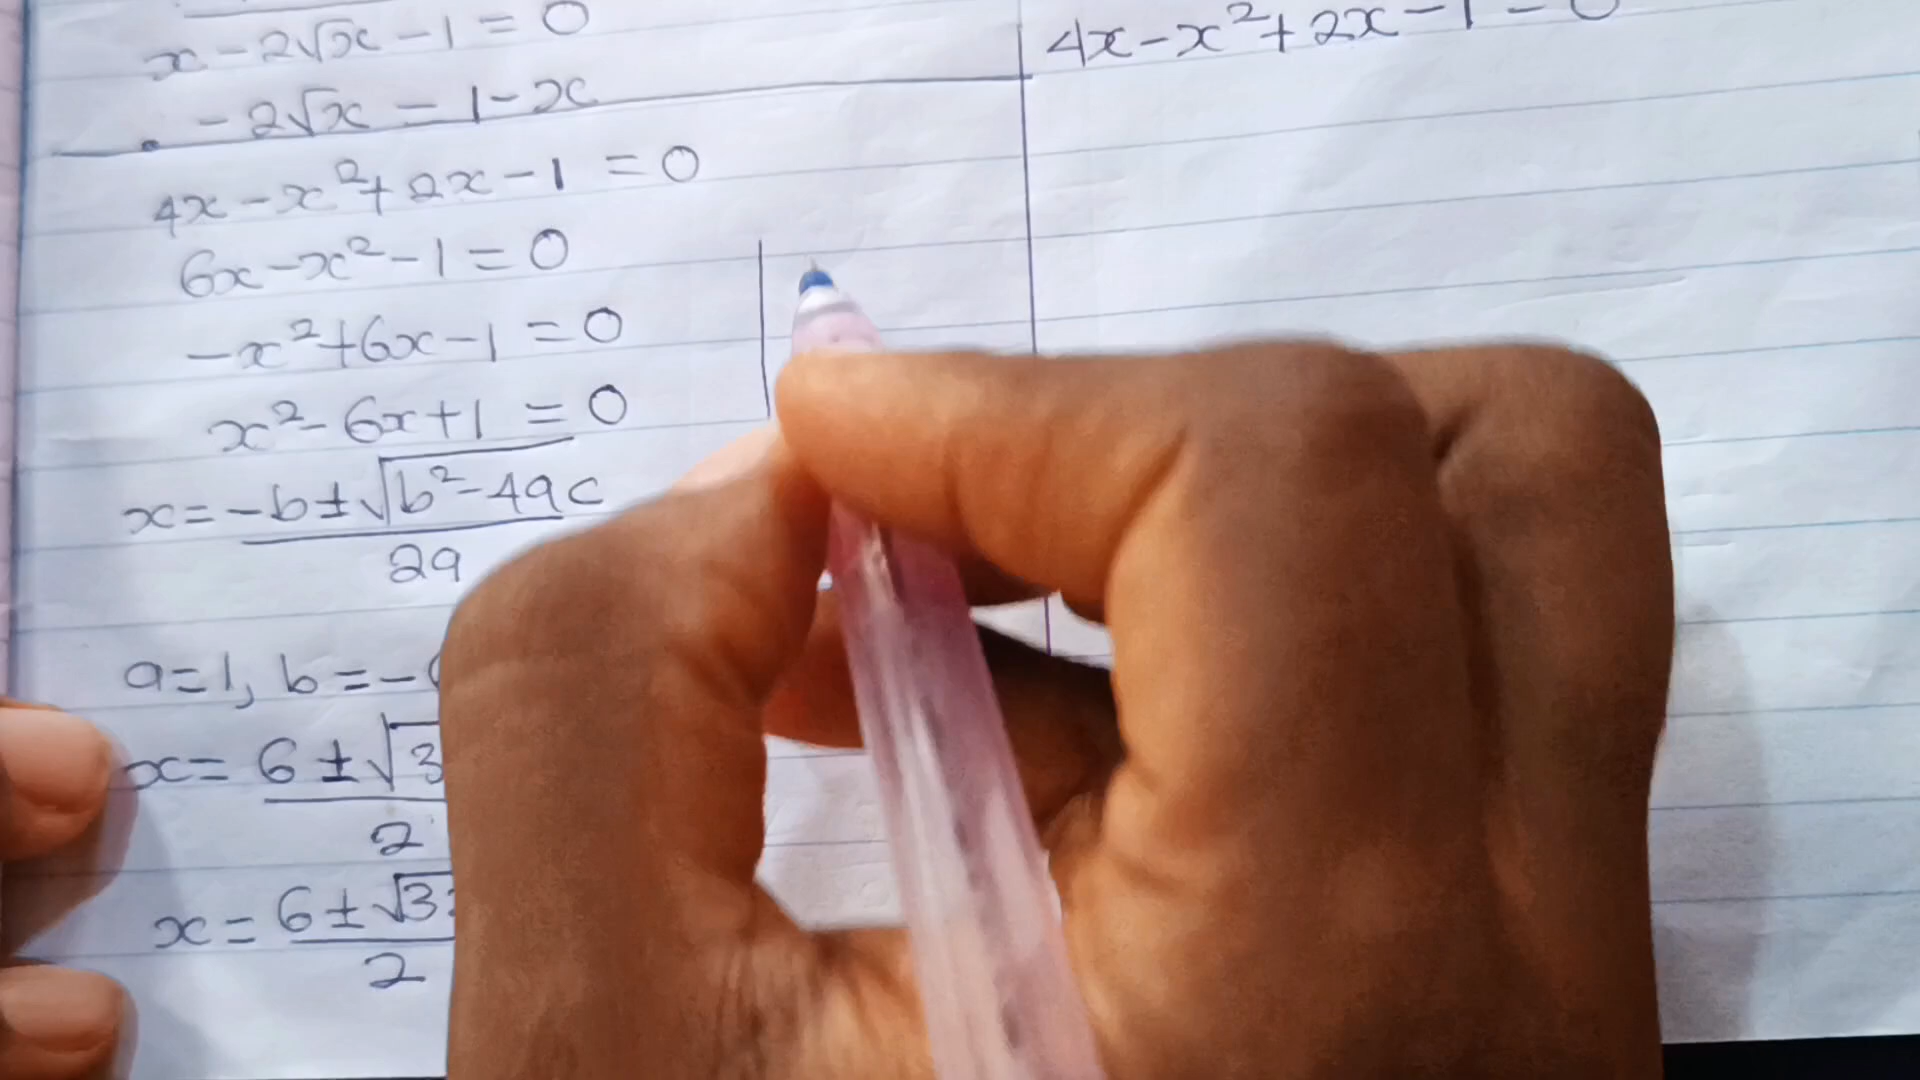 x - 2√x - 1 = 0
- 2√x = 1 - x
4x - x² + 2x - 1 = 0
6x - x² - 1 = 0
-x² + 6x - 1 = 0
x² - 6x + 1 = 0
x = -b ± √b² - 4ac
2a
a = 1, b = -
x = 6 ± √3
2
x = 6 ± √3
2
4x - x² + 2x - 1 = 0